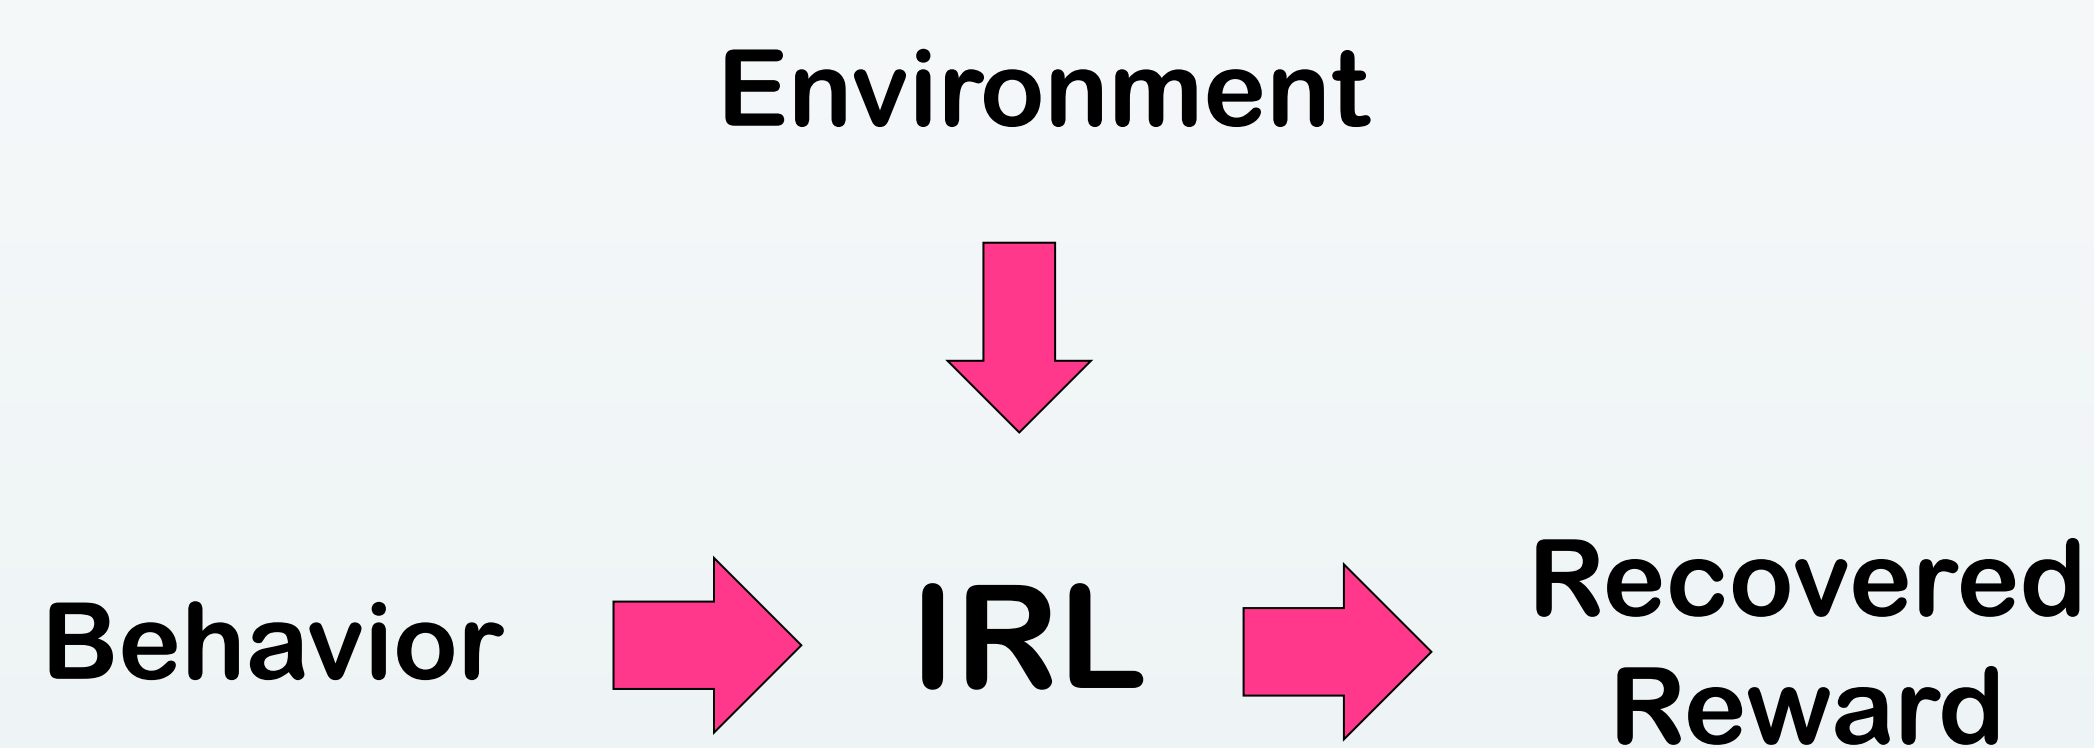 Environment
Behavior
IRL
Recovered
Reward